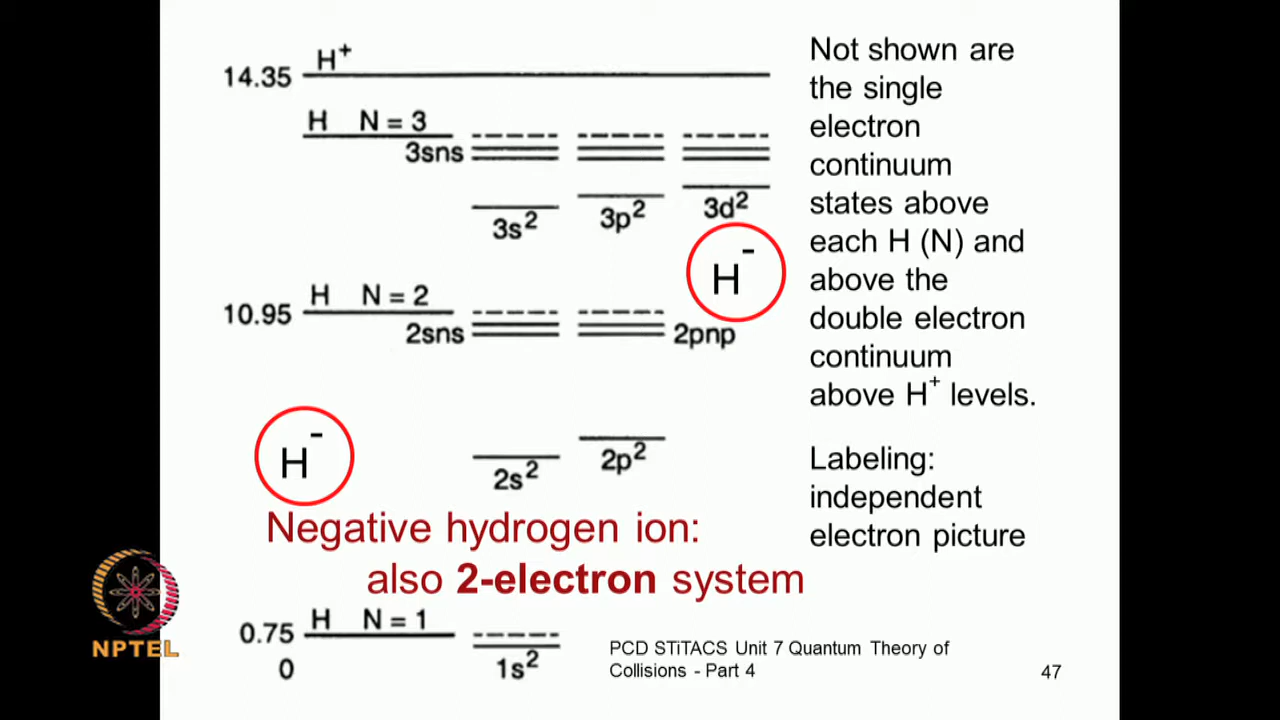 14.35 H⁺
H N = 3
3sns
3s² 3p² 3d²
H⁻
10.95 H N = 2
2sns 2pnp
H⁻
2s² 2p²
Negative hydrogen ion:
also 2-electron system
0.75 H N = 1
0 1s²
Not shown are
the single
electron
continuum
states above
each H (N) and
above the
double electron
continuum
above H⁺ levels.
Labeling:
independent
electron picture
NPTEL
PCD STiTACS Unit 7 Quantum Theory of
Collisions - Part 4
47